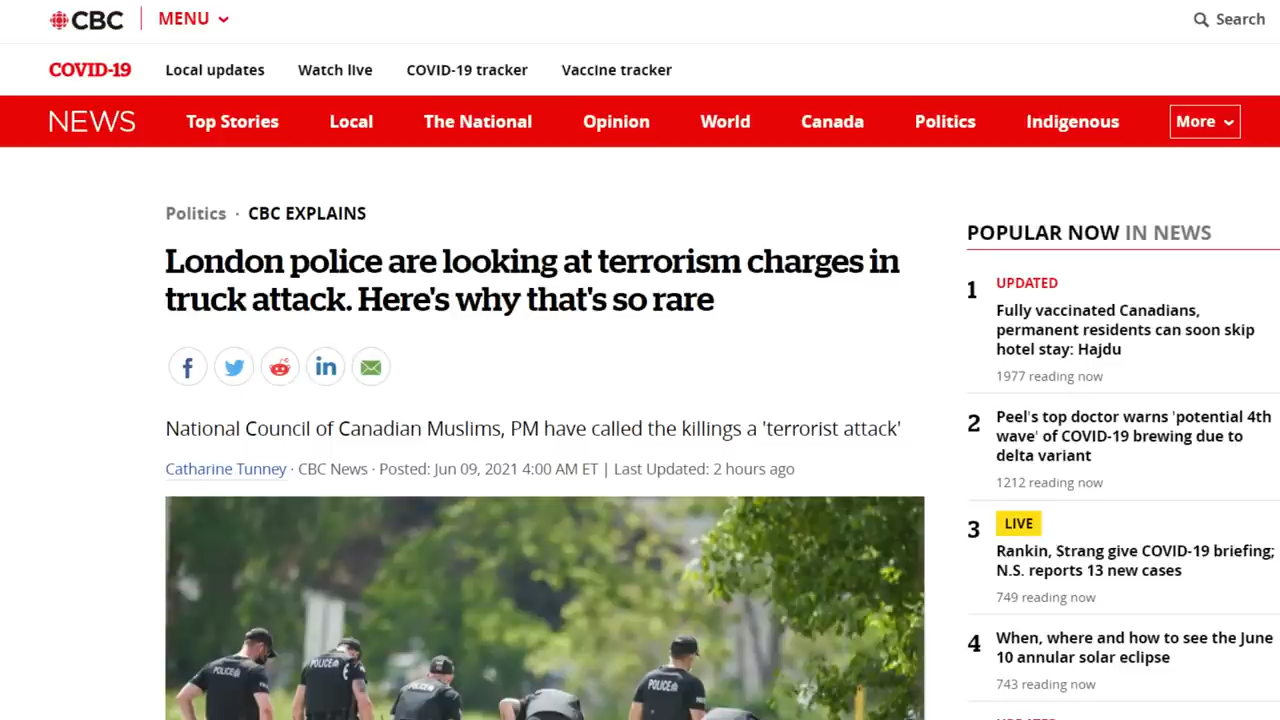 CBC MENU Search
COVID-19 Local updates Watch live COVID-19 tracker Vaccine tracker
NEWS Top Stories Local The National Opinion World Canada Politics Indigenous More
Politics · CBC EXPLAINS
London police are looking at terrorism charges in
truck attack. Here's why that's so rare
National Council of Canadian Muslims, PM have called the killings a 'terrorist attack'
Catharine Tunney · CBC News · Posted: Jun 09, 2021 4:00 AM ET | Last Updated: 2 hours ago
POLICE
POLICE
POLICE
POLICE
POPULAR NOW IN NEWS
1 UPDATED
Fully vaccinated Canadians,
permanent residents can soon skip
hotel stay: Hajdu
1977 reading now
2 Peel's top doctor warns 'potential 4th
wave' of COVID-19 brewing due to
delta variant
1212 reading now
3 LIVE
Rankin, Strang give COVID-19 briefing;
N.S. reports 13 new cases
749 reading now
4 When, where and how to see the June
10 annular solar eclipse
743 reading now
UPDATED